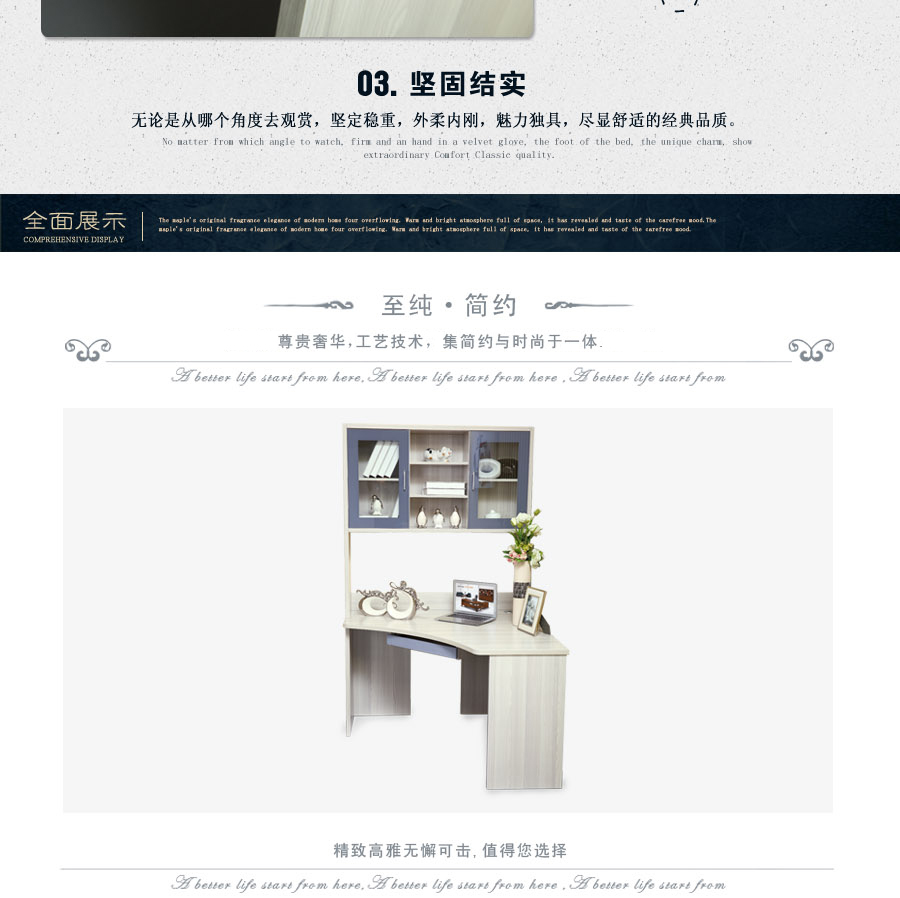 03. 坚固结实
无论是从哪个角度去观赏，坚定稳重，外柔内刚，魅力独具，尽显舒适的经典品质。
No matter from which angle to watch, firm and an hand in a velvet glove, the foot of the bed, the unique charm, show
extraordinary Comfort Classic quality.
全面展示
COMPREHENSIVE DISPLAY
The maple's original fragrance elegance of modern home four overflowing. Warm and bright atmosphere full of space, it has revealed and taste of the carefree mood.The
maple's original fragrance elegance of modern home four overflowing. Warm and bright atmosphere full of space, it has revealed and taste of the carefree mood.
至纯·简约
尊贵奢华,工艺技术，集简约与时尚于一体.
A better life start from here.A better life start from here .A better life start from
精致高雅无懈可击,值得您选择
A better life start from here.A better life start from here .A better life start from